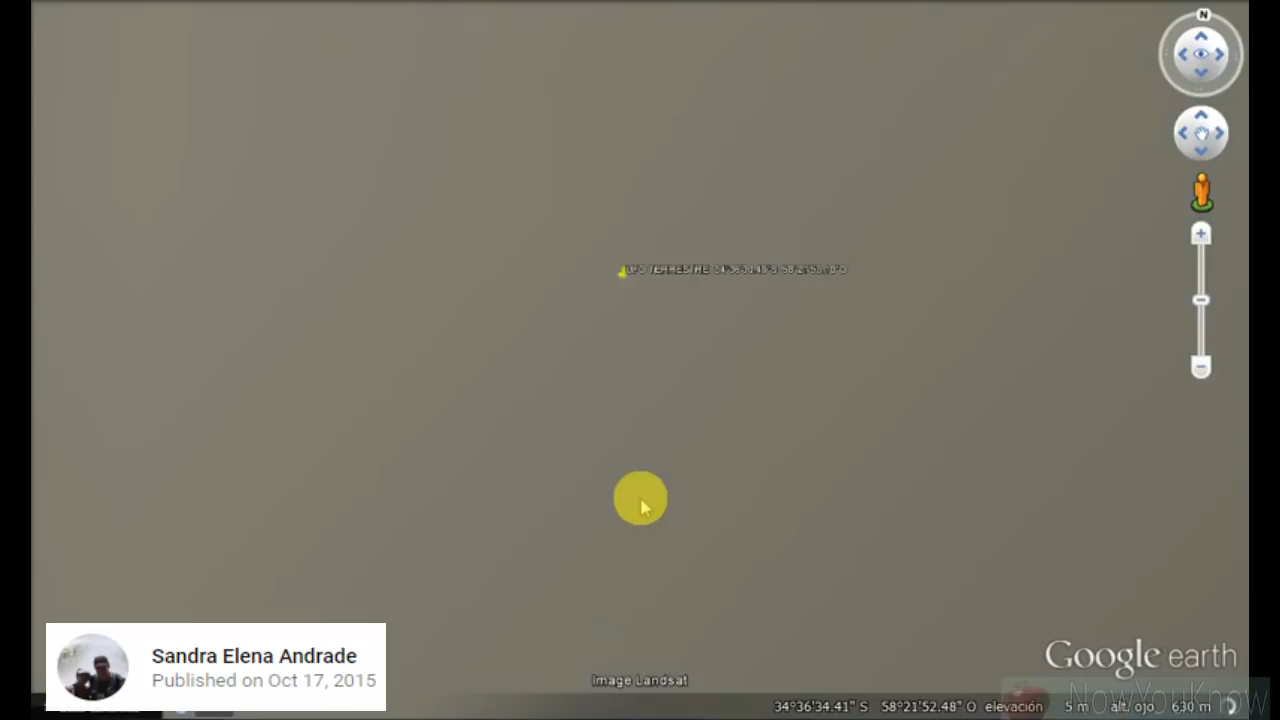 N
Sandra Elena Andrade
Published on Oct 17, 2015
Image Landsat
Google earth
NowYouKnow
34°36'34.41" S 58°21'52.48" O elevación 5 m alt. ojo 630 m